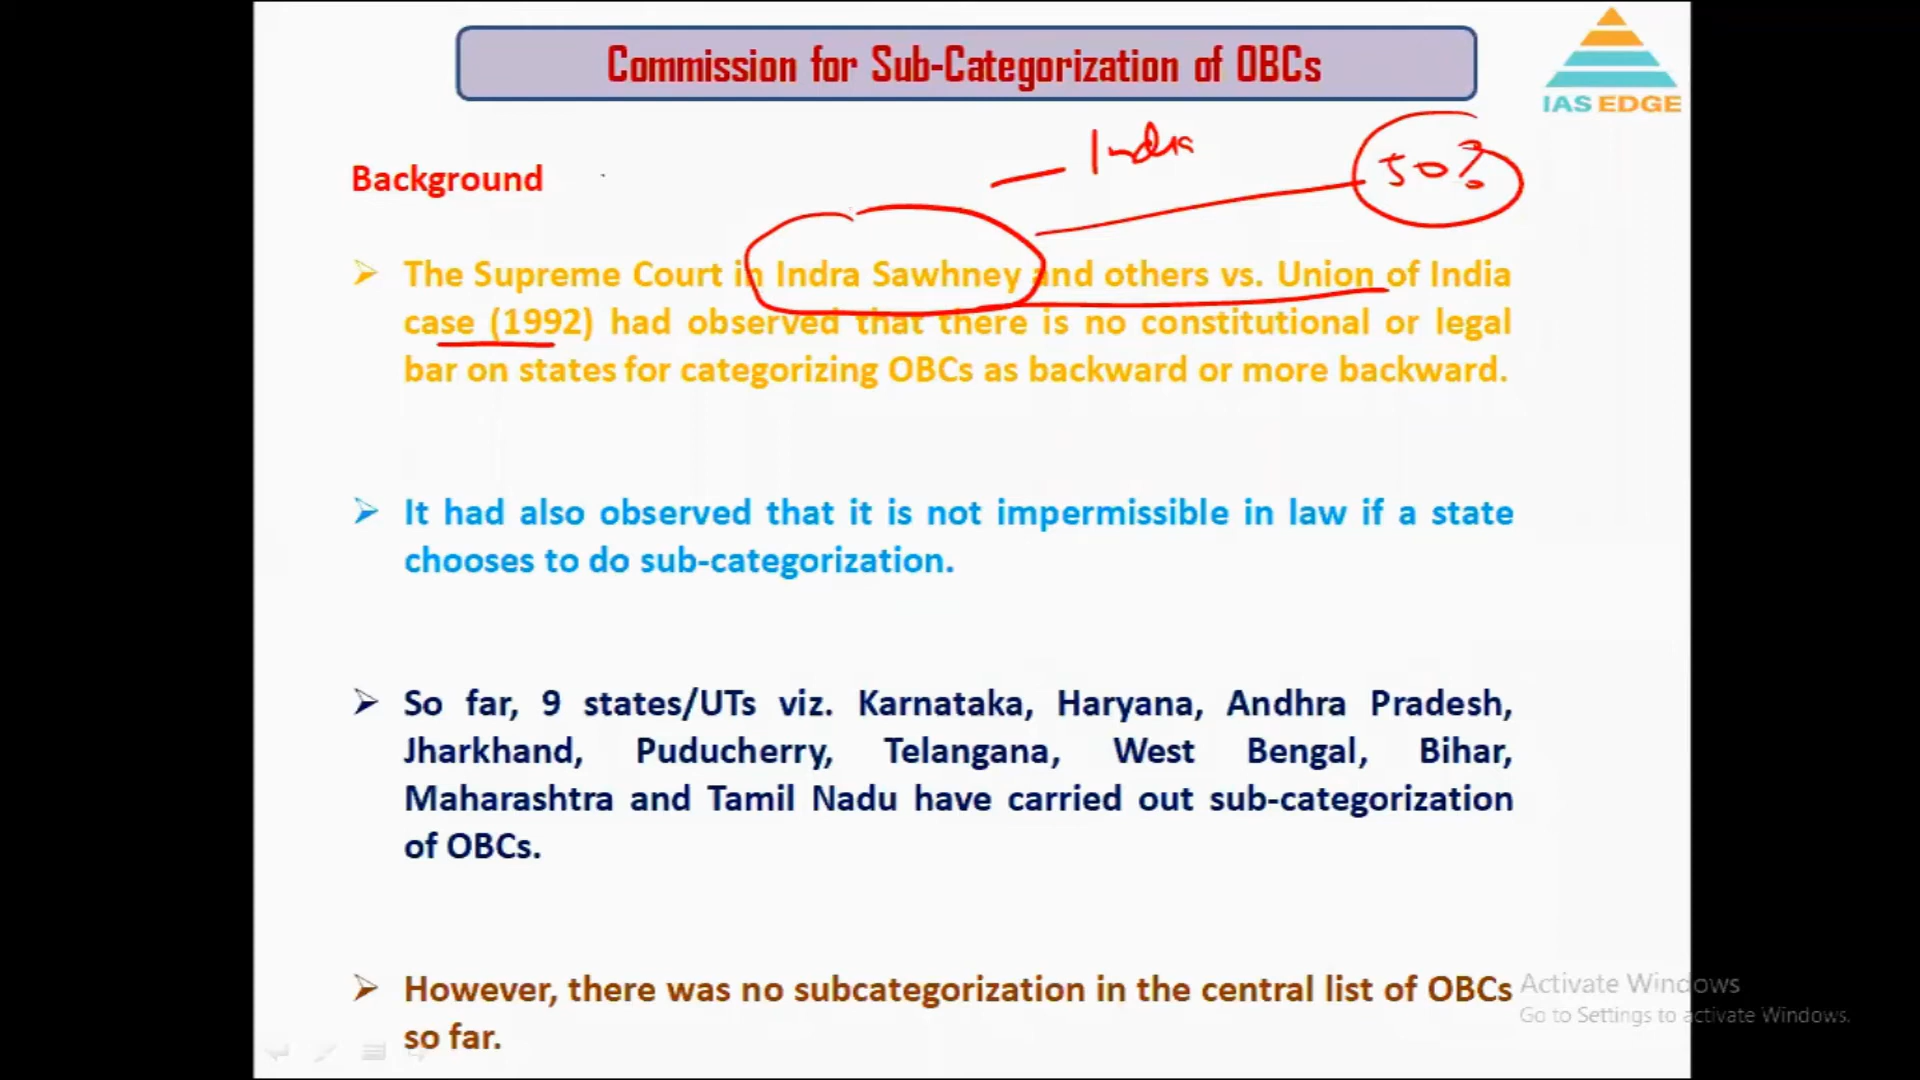 Commission for Sub-Categorization of OBCs
IAS EDGE
India
50%
Background
The Supreme Court in Indra Sawhney and others vs. Union of India
case (1992) had observed that there is no constitutional or legal
bar on states for categorizing OBCs as backward or more backward.
It had also observed that it is not impermissible in law if a state
chooses to do sub-categorization.
So far, 9 states/UTs viz. Karnataka, Haryana, Andhra Pradesh,
Jharkhand, Puducherry, Telangana, West Bengal, Bihar,
Maharashtra and Tamil Nadu have carried out sub-categorization
of OBCs.
However, there was no subcategorization in the central list of OBCs
so far.
Activate Windows
Go to Settings to activate Windows.